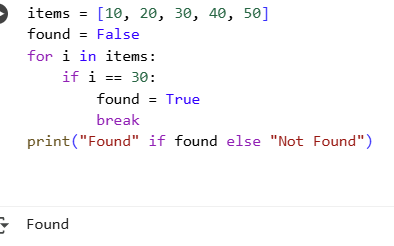 items = [10, 20, 30, 40, 50]
found = False
for i in items:
    if i == 30:
        found = True
        break
print("Found" if found else "Not Found")
Found